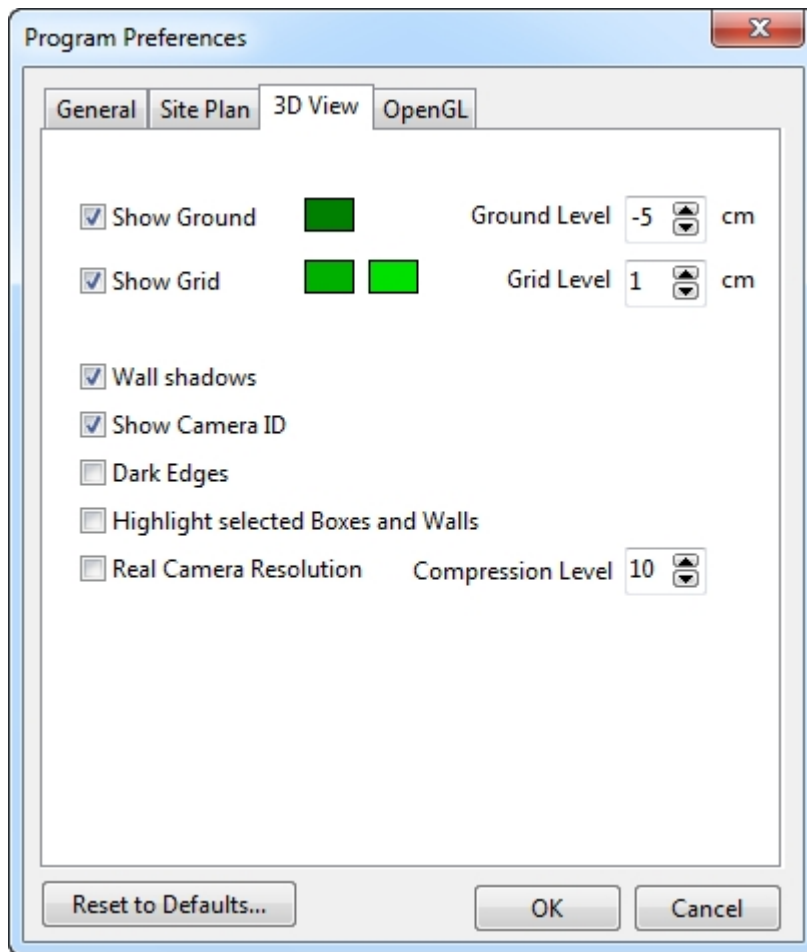 Program Preferences
General Site Plan 3D View OpenGL
Show Ground Ground Level -5 cm
Show Grid Grid Level 1 cm
Wall shadows
Show Camera ID
Dark Edges
Highlight selected Boxes and Walls
Real Camera Resolution Compression Level 10
Reset to Defaults... OK Cancel